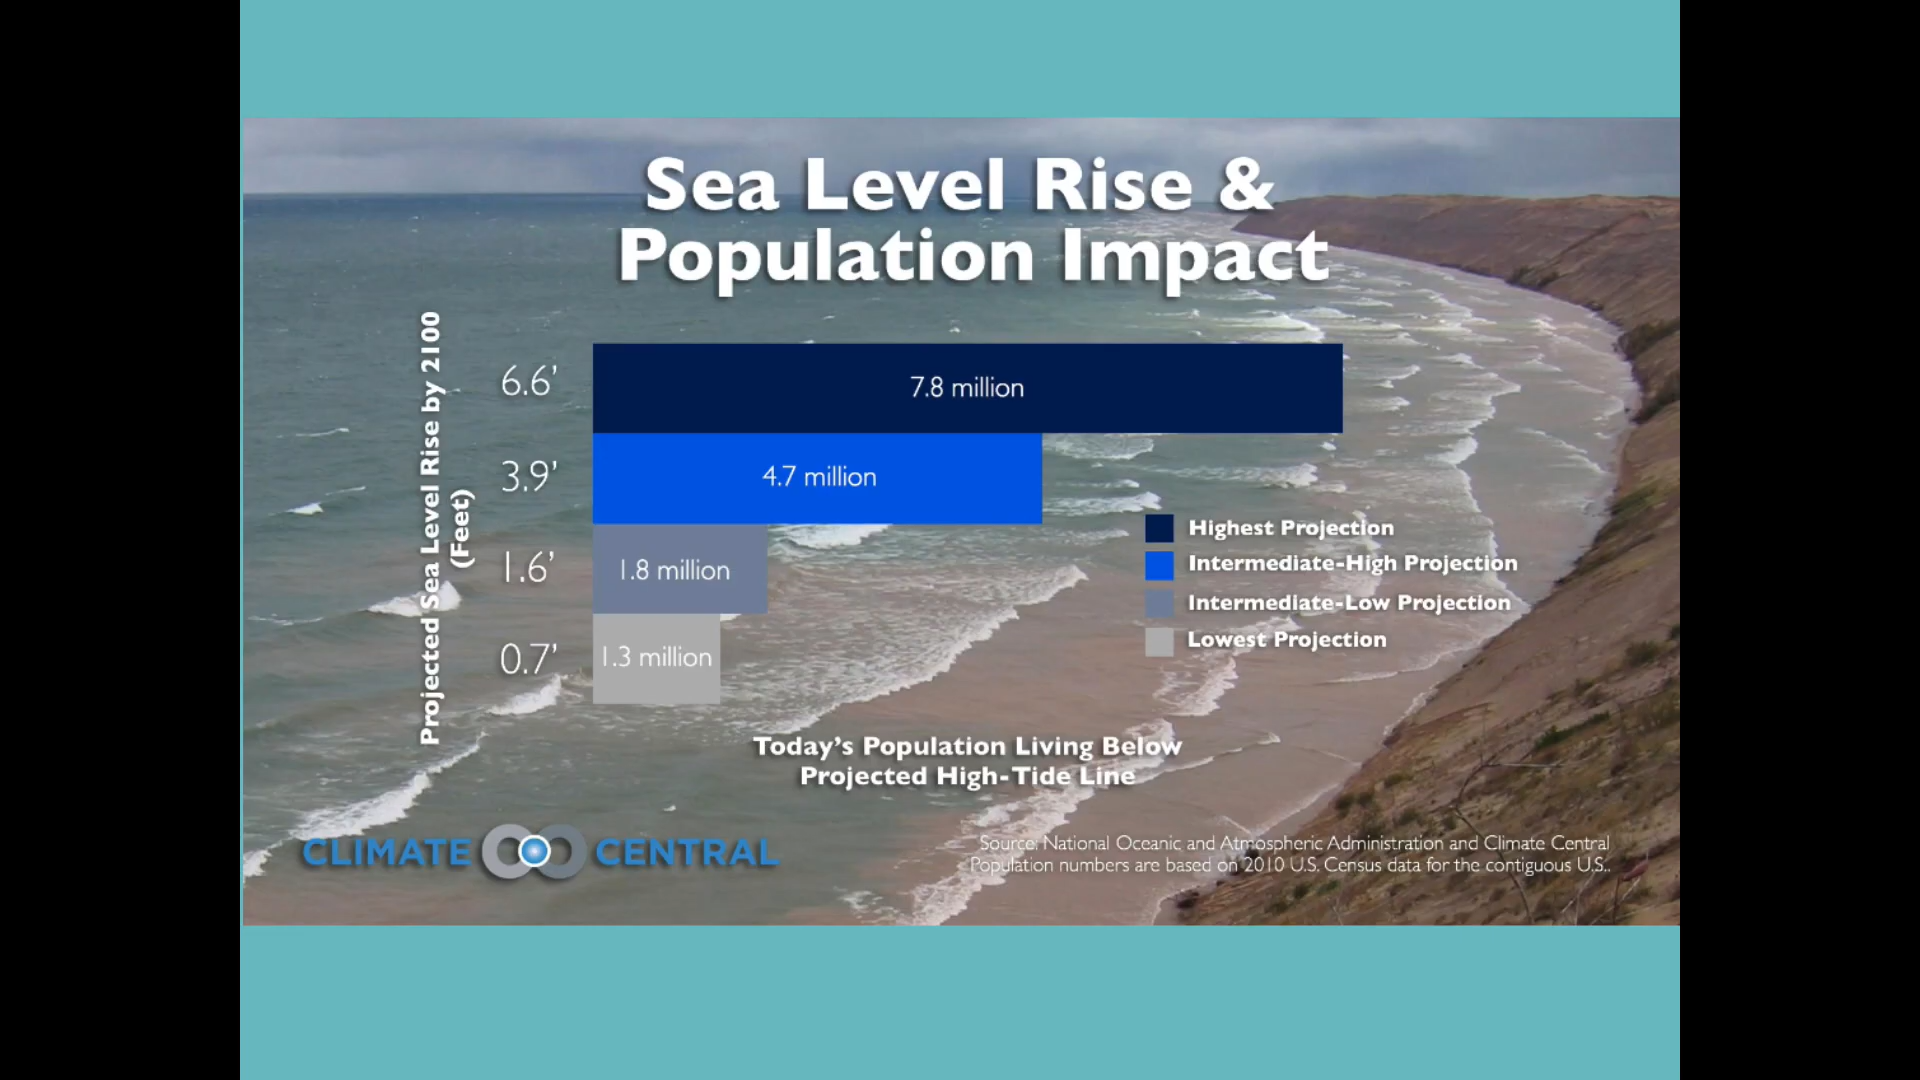 Sea Level Rise &
Population Impact
Projected Sea Level Rise by 2100
(Feet)
6.6’
7.8 million
3.9’
4.7 million
1.6’
1.8 million
0.7’
1.3 million
Highest Projection
Intermediate-High Projection
Intermediate-Low Projection
Lowest Projection
Today’s Population Living Below
Projected High-Tide Line
CLIMATE CENTRAL
Source: National Oceanic and Atmospheric Administration and Climate Central
Population numbers are based on 2010 U.S. Census data for the contiguous U.S..